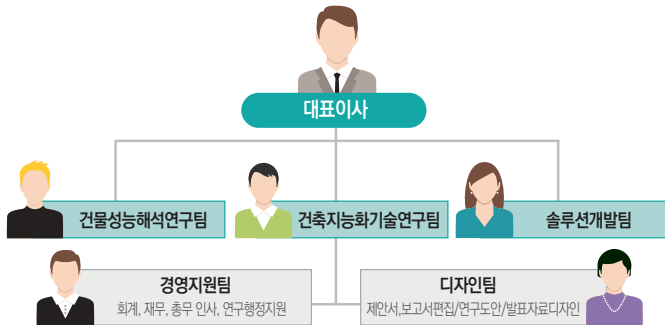 대표이사
건물성능해석연구팀
건축지능화기술연구팀
솔루션개발팀
경영지원팀
회계, 재무, 총무 인사, 연구행정지원
디자인팀
제안서,보고서편집/연구도안/발표자료디자인